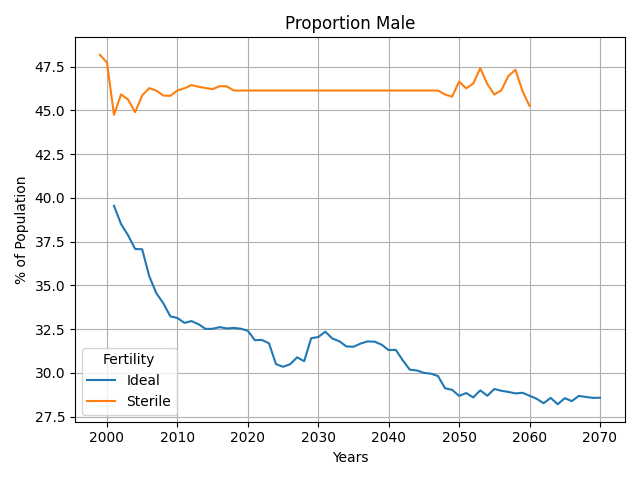 Proportion Male
% of Population
47.5
45.0
42.5
40.0
37.5
35.0
32.5
30.0
27.5
Fertility
Ideal
Sterile
2000 2010 2020 2030 2040 2050 2060 2070
Years